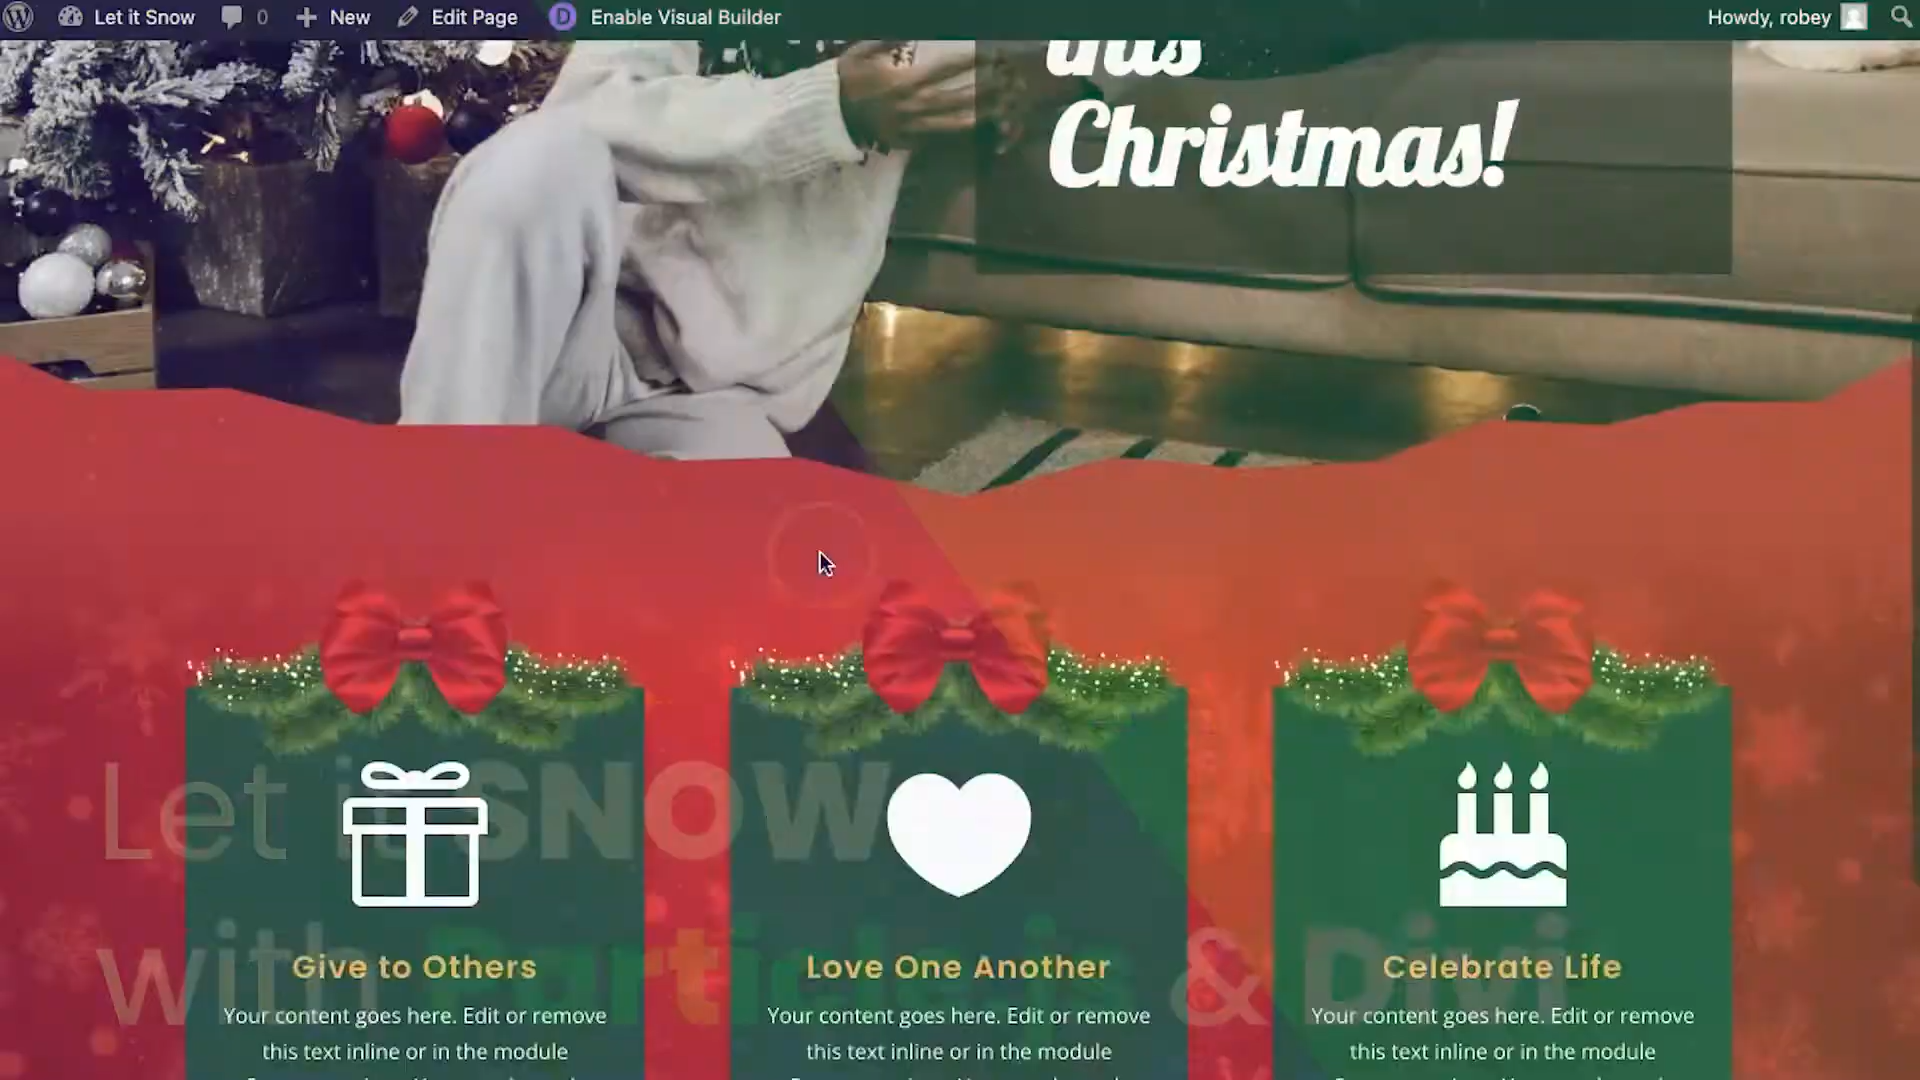 Let it Snow 0 New Edit Page D Enable Visual Builder Howdy, robey
this
Christmas!
Let it SNOW
with Particle.js & Divi
Give to Others
Your content goes here. Edit or remove
this text inline or in the module
Love One Another
Your content goes here. Edit or remove
this text inline or in the module
Celebrate Life
Your content goes here. Edit or remove
this text inline or in the module